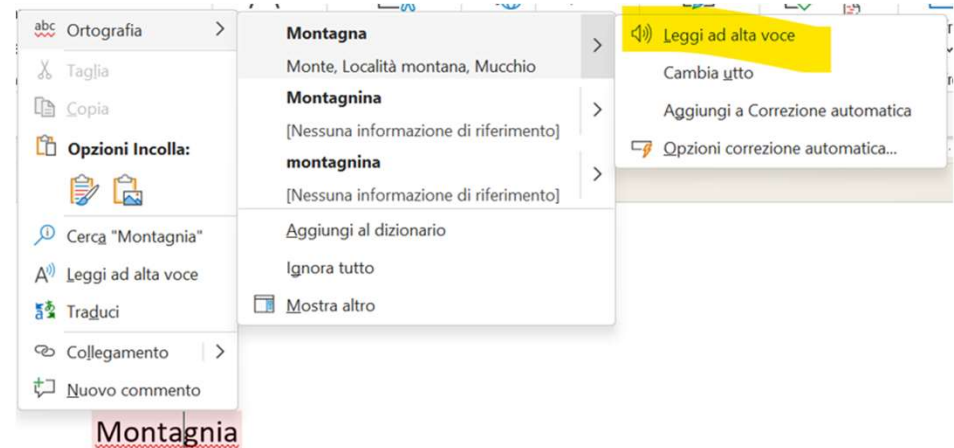 abc Ortografia
Taglia
Copia
Opzioni Incolla:
Cerca "Montagnia"
Leggi ad alta voce
Traduci
Collegamento
Nuovo commento
Montagna
Monte, Località montana, Mucchio
Montagnina
[Nessuna informazione di riferimento]
montagnina
[Nessuna informazione di riferimento]
Aggiungi al dizionario
Ignora tutto
Mostra altro
Leggi ad alta voce
Cambia utto
Aggiungi a Correzione automatica
Opzioni correzione automatica...
Montagnia